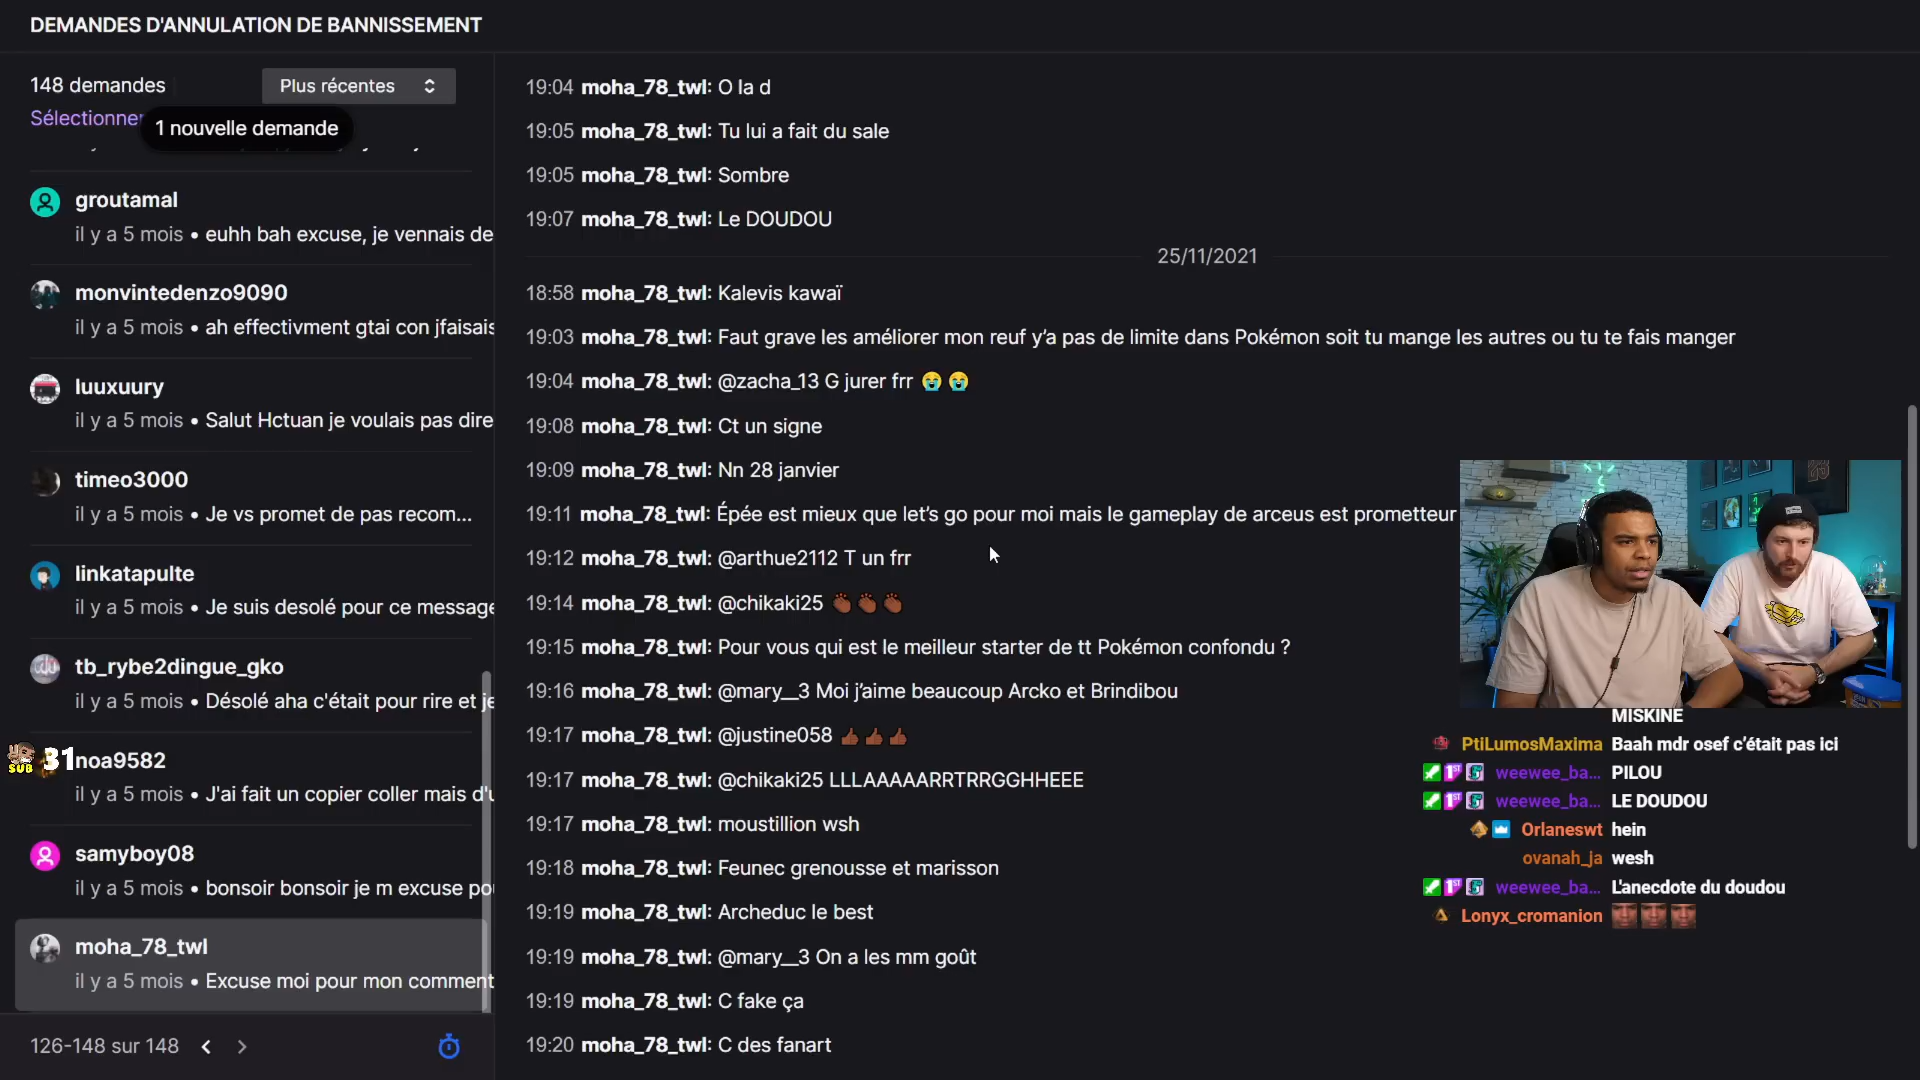 DEMANDES D'ANNULATION DE BANNISSEMENT
148 demandes
Plus récentes
Sélectionner
1 nouvelle demande
groutamal
il y a 5 mois • euhh bah excuse, je vennais de
monvintedenzo9090
il y a 5 mois • ah effectivment gtai con jfaisais
luuxuury
il y a 5 mois • Salut Hctuan je voulais pas dire
timeo3000
il y a 5 mois • Je vs promet de pas recom...
linkatapulte
il y a 5 mois • Je suis desolé pour ce message
tb_rybe2dingue_gko
il y a 5 mois • Désolé aha c'était pour rire et je
SUB 31
noa9582
il y a 5 mois • J'ai fait un copier coller mais d'u
samyboy08
il y a 5 mois • bonsoir bonsoir je m excuse pou
moha_78_twl
il y a 5 mois • Excuse moi pour mon comment
126-148 sur 148
19:04 moha_78_twl: O la d
19:05 moha_78_twl: Tu lui a fait du sale
19:05 moha_78_twl: Sombre
19:07 moha_78_twl: Le DOUDOU
25/11/2021
18:58 moha_78_twl: Kalevis kawaï
19:03 moha_78_twl: Faut grave les améliorer mon reuf y'a pas de limite dans Pokémon soit tu mange les autres ou tu te fais manger
19:04 moha_78_twl: @zacha_13 G jurer frr 😭 😭
19:08 moha_78_twl: Ct un signe
19:09 moha_78_twl: Nn 28 janvier
19:11 moha_78_twl: Épée est mieux que let's go pour moi mais le gameplay de arceus est prometteur
19:12 moha_78_twl: @arthue2112 T un frr
19:14 moha_78_twl: @chikaki25 👏🏾 👏🏾 👏🏾
19:15 moha_78_twl: Pour vous qui est le meilleur starter de tt Pokémon confondu ?
19:16 moha_78_twl: @mary__3 Moi j'aime beaucoup Arcko et Brindibou
19:17 moha_78_twl: @justine058 👍🏾 👍🏾 👍🏾
19:17 moha_78_twl: @chikaki25 LLLAAAAARRTRRGGHHEEE
19:17 moha_78_twl: moustillion wsh
19:18 moha_78_twl: Feunec grenousse et marisson
19:19 moha_78_twl: Archeduc le best
19:19 moha_78_twl: @mary__3 On a les mm goût
19:19 moha_78_twl: C fake ça
19:20 moha_78_twl: C des fanart
MISKINE
PtiLumosMaxima Baah mdr osef c'était pas ici
weewee_ba... PILOU
weewee_ba... LE DOUDOU
Orlaneswt hein
ovanah_ja wesh
weewee_ba... L'anecdote du doudou
Lonyx_cromanion